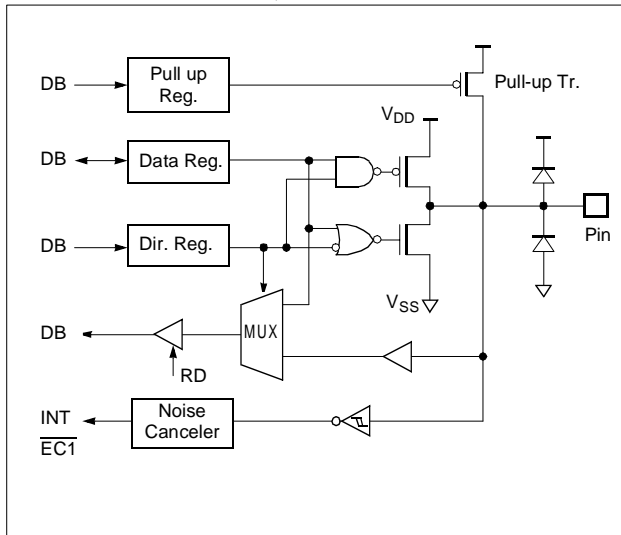 DB
Pull up
Reg.
Pull-up Tr.
VDD
DB
Data Reg.
DB
Dir. Reg.
Pin
VSS
MUX
DB
RD
INT
EC1
Noise
Canceler